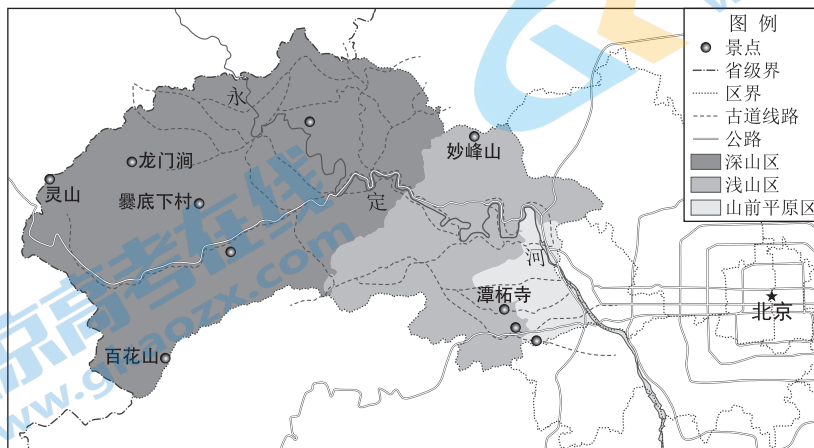 图 例
景点
省级界
区界
古道线路
公路
深山区
浅山区
山前平原区
永
妙峰山
龙门涧
灵山
爨底下村
定
河
潭柘寺
北京
百花山
京高考在线
www.gkaozx.com